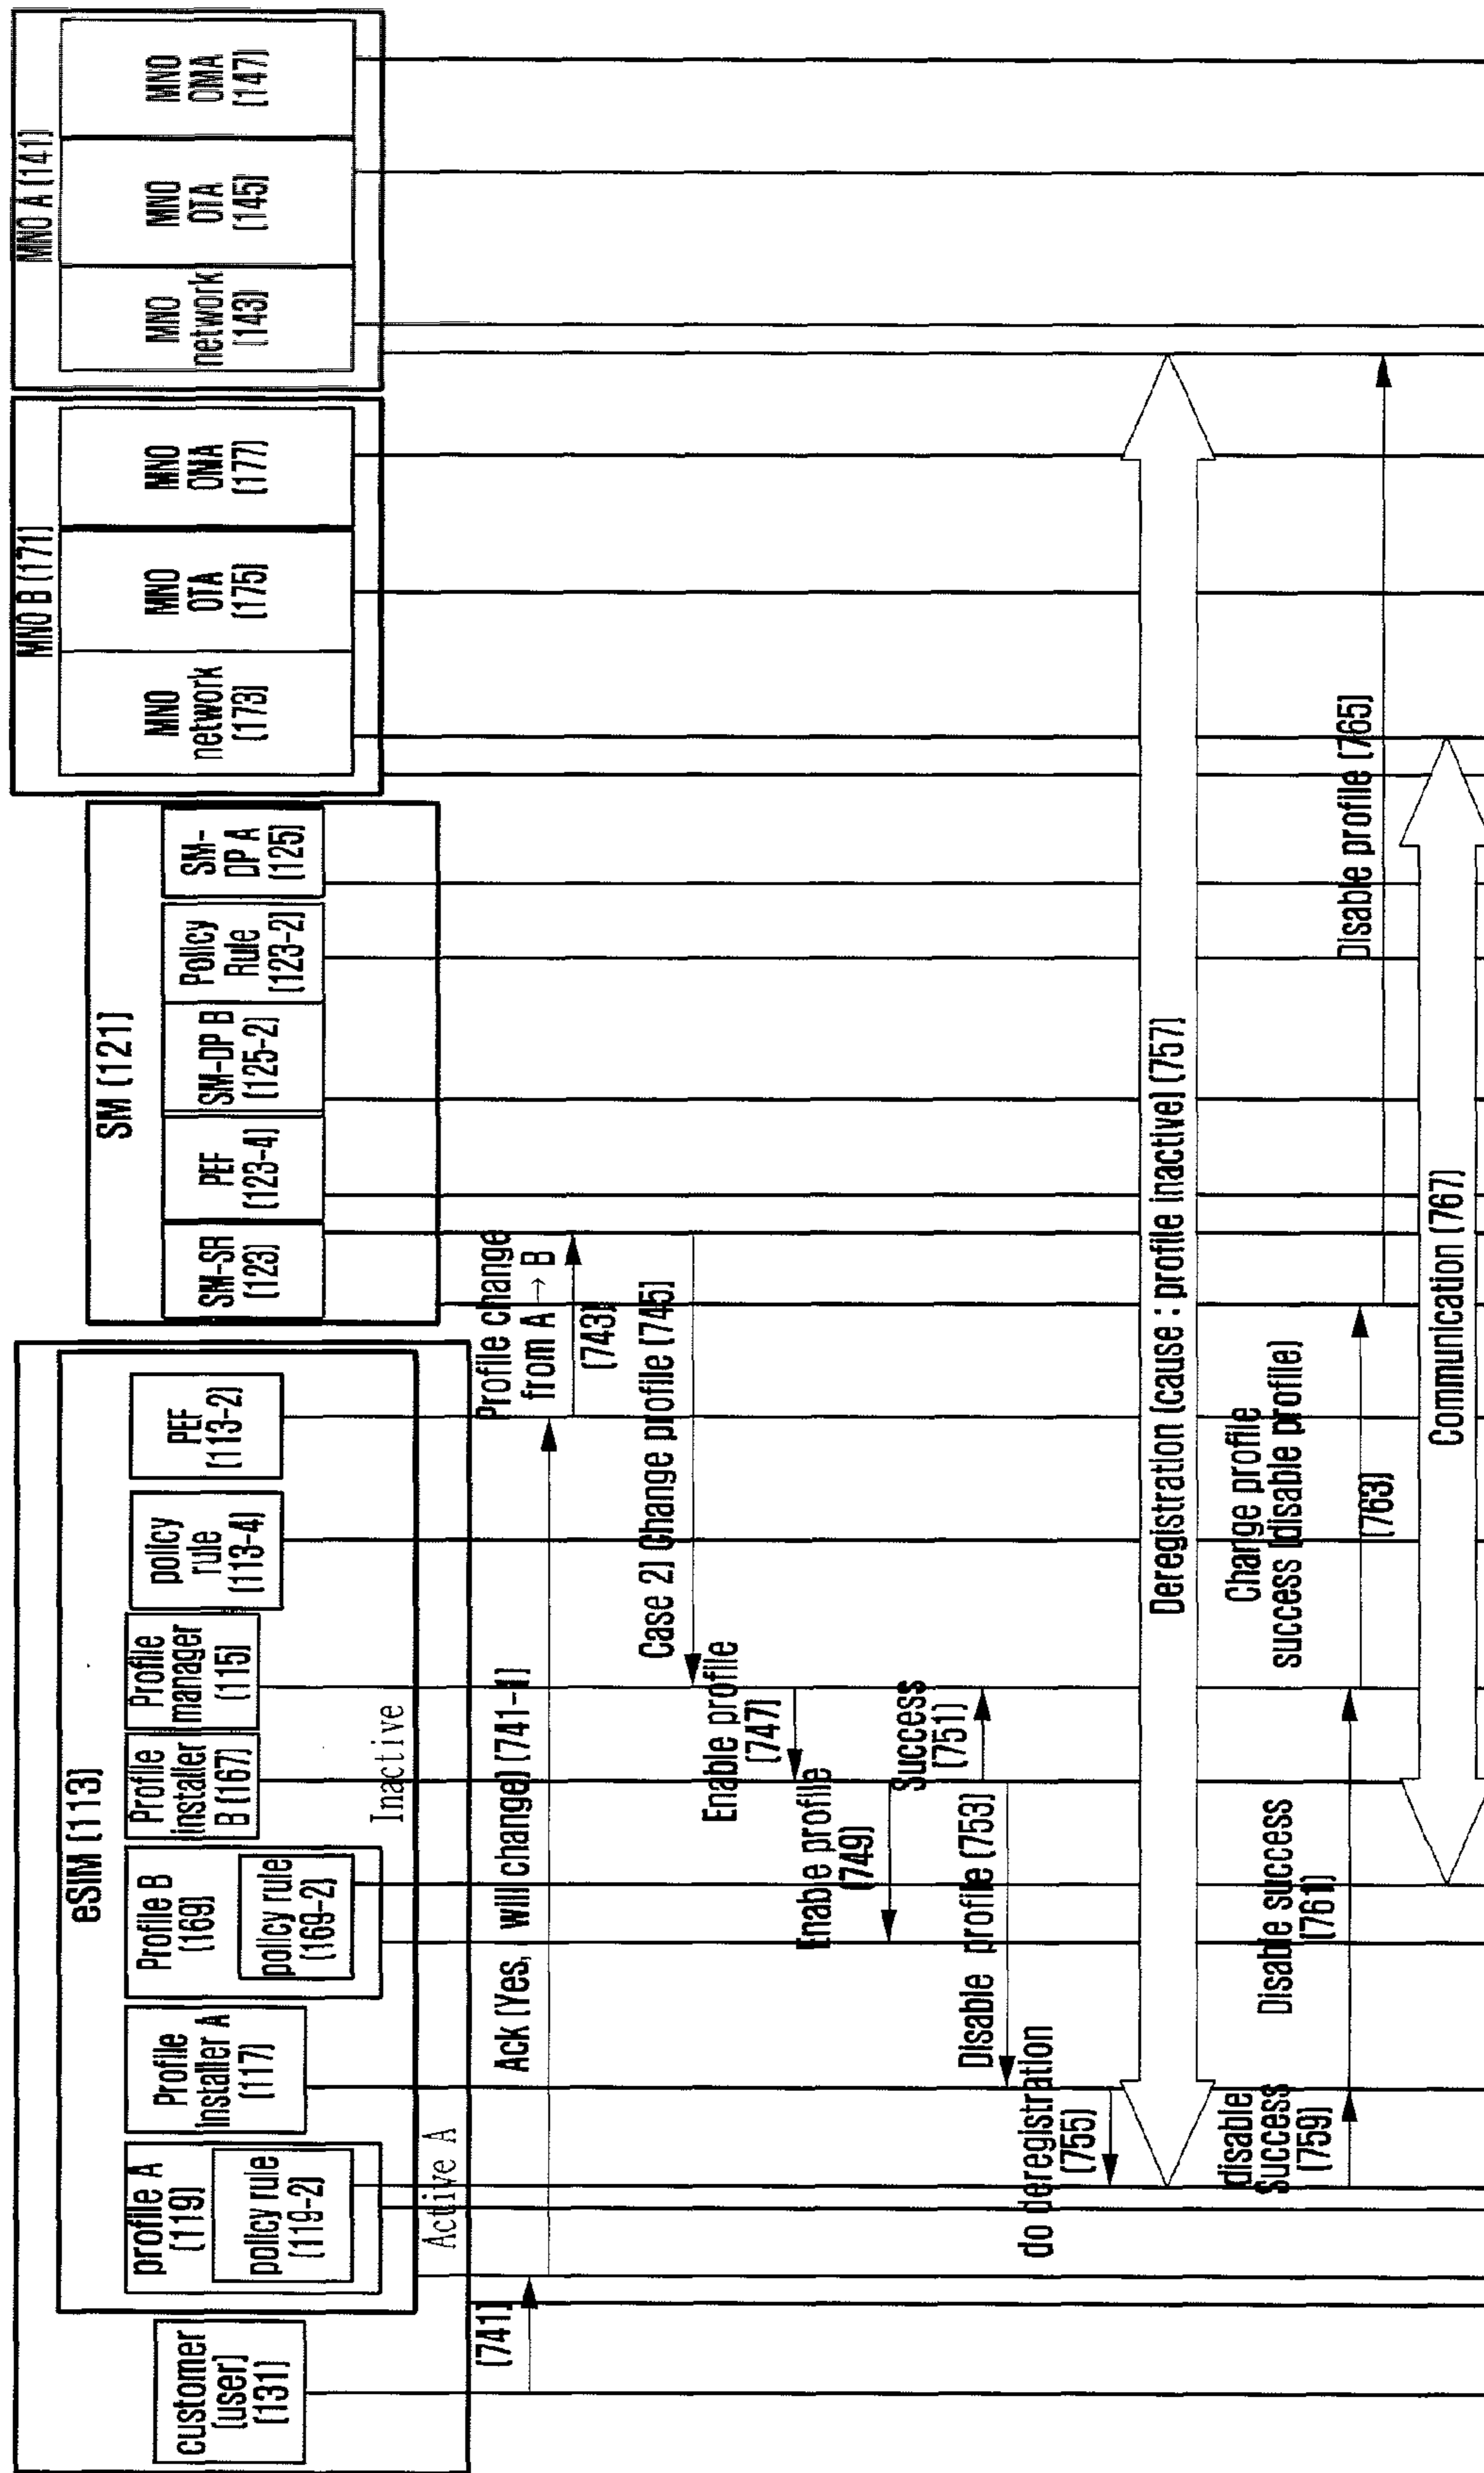 eSIM (113)
customer
(user)
(131)
profile A
(119)
policy rule
(119-2)
Profile
installer A
(117)
Profile B
(169)
policy rule
(169-2)
Profile
installer
B (167)
Profile
manager
(115)
policy
rule
(113-4)
PEF
(113-2)
Active A
Inactive
SM (121)
SM-SR
(123)
PEF
(123-4)
SM-DP B
(125-2)
Policy
Rule
(123-2)
SM-
DP A
(125)
MNO B (171)
MNO
network
(173)
MNO
OTA
(175)
MNO
OMA
(177)
MNO A (141)
MNO
network
(143)
MNO
OTA
(145)
MNO
OMA
(147)
(741)
Ack (Yes, I will change) (741-1)
Profile change
from A → B
(743)
Case 2) Change profile (745)
Enable profile
(747)
Enable profile
(749)
Success
(751)
Disable profile (753)
do deregistration
(755)
Deregistration (cause : profile inactive) (757)
disable
success
(759)
Disable success
(761)
Change profile
success (disable profile)
(763)
Disable profile (765)
Communication (767)